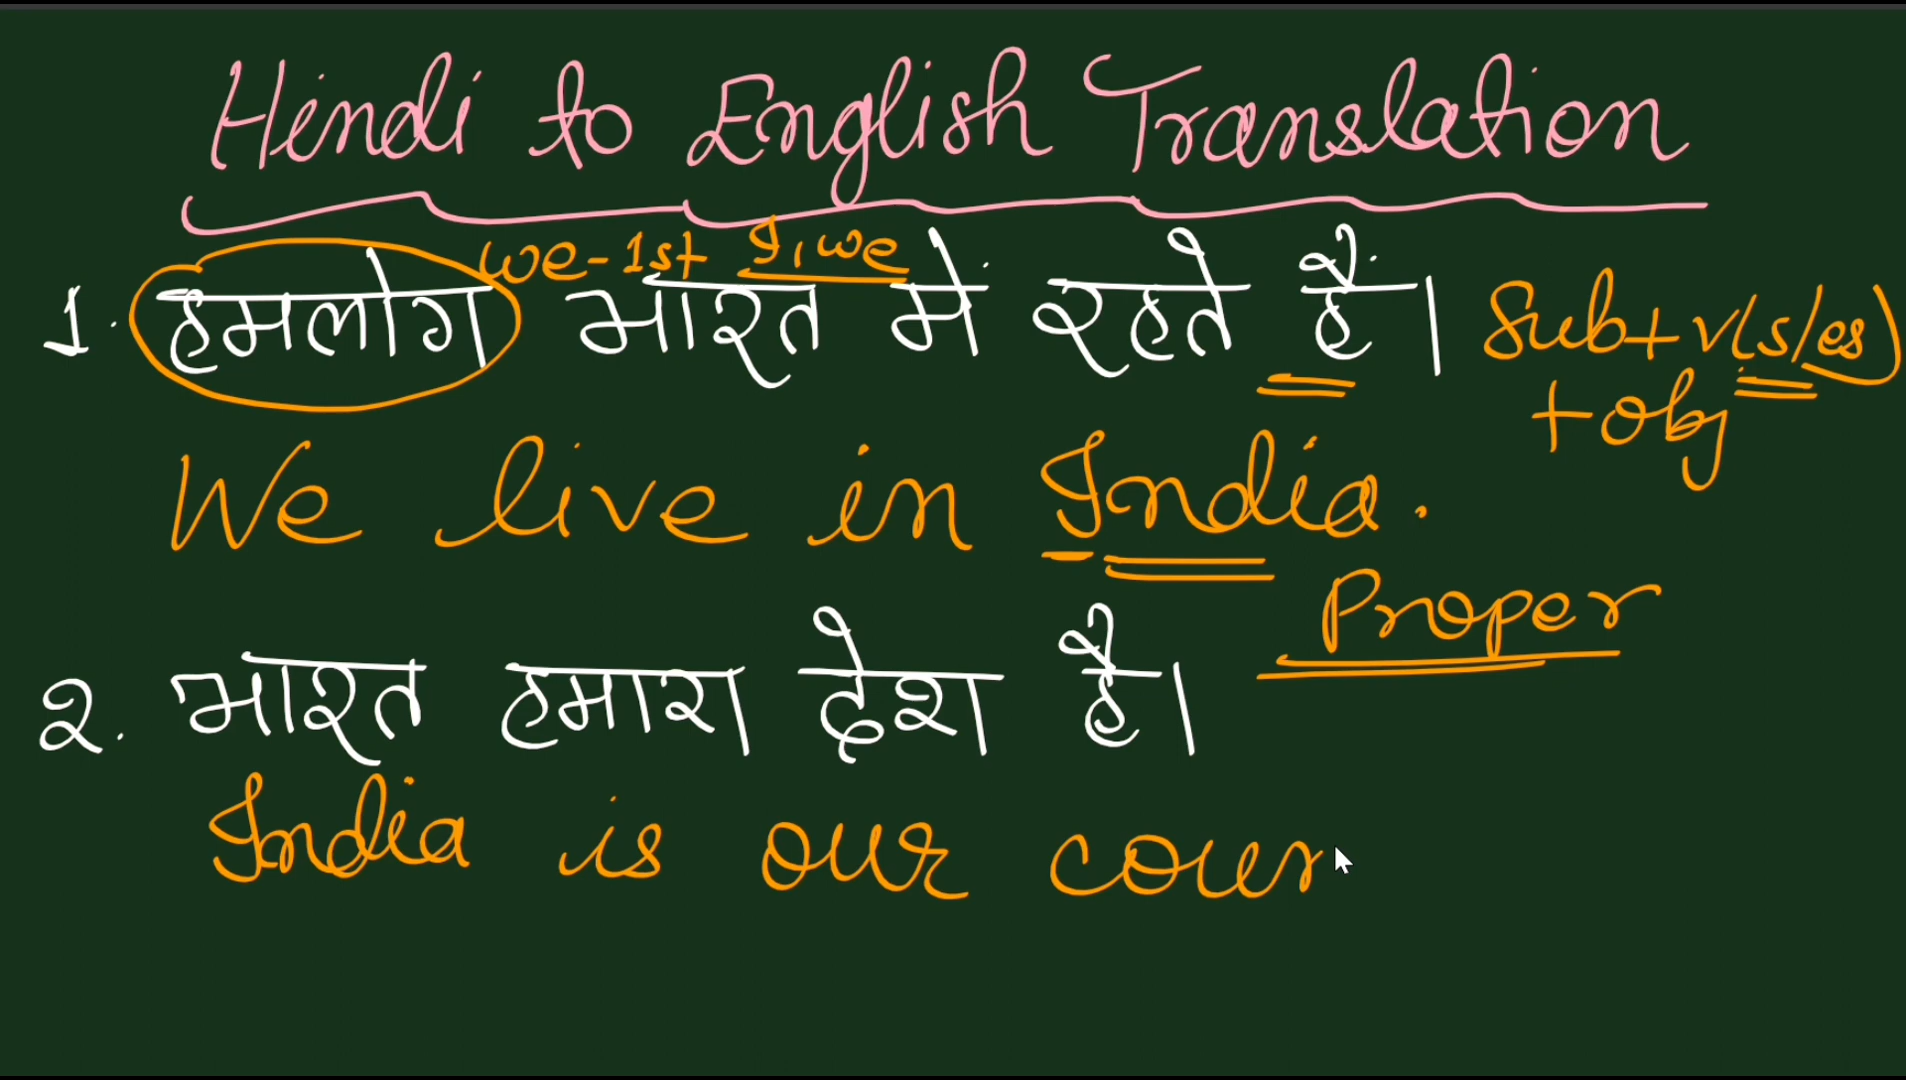 Hindi to English Translation
we-1st I, we
1. हमलोग भारत में रहते हैं। Sub + v(s/es)
+ obj
We live in India.
Proper
2. भारत हमारा देश है।
India is our coun